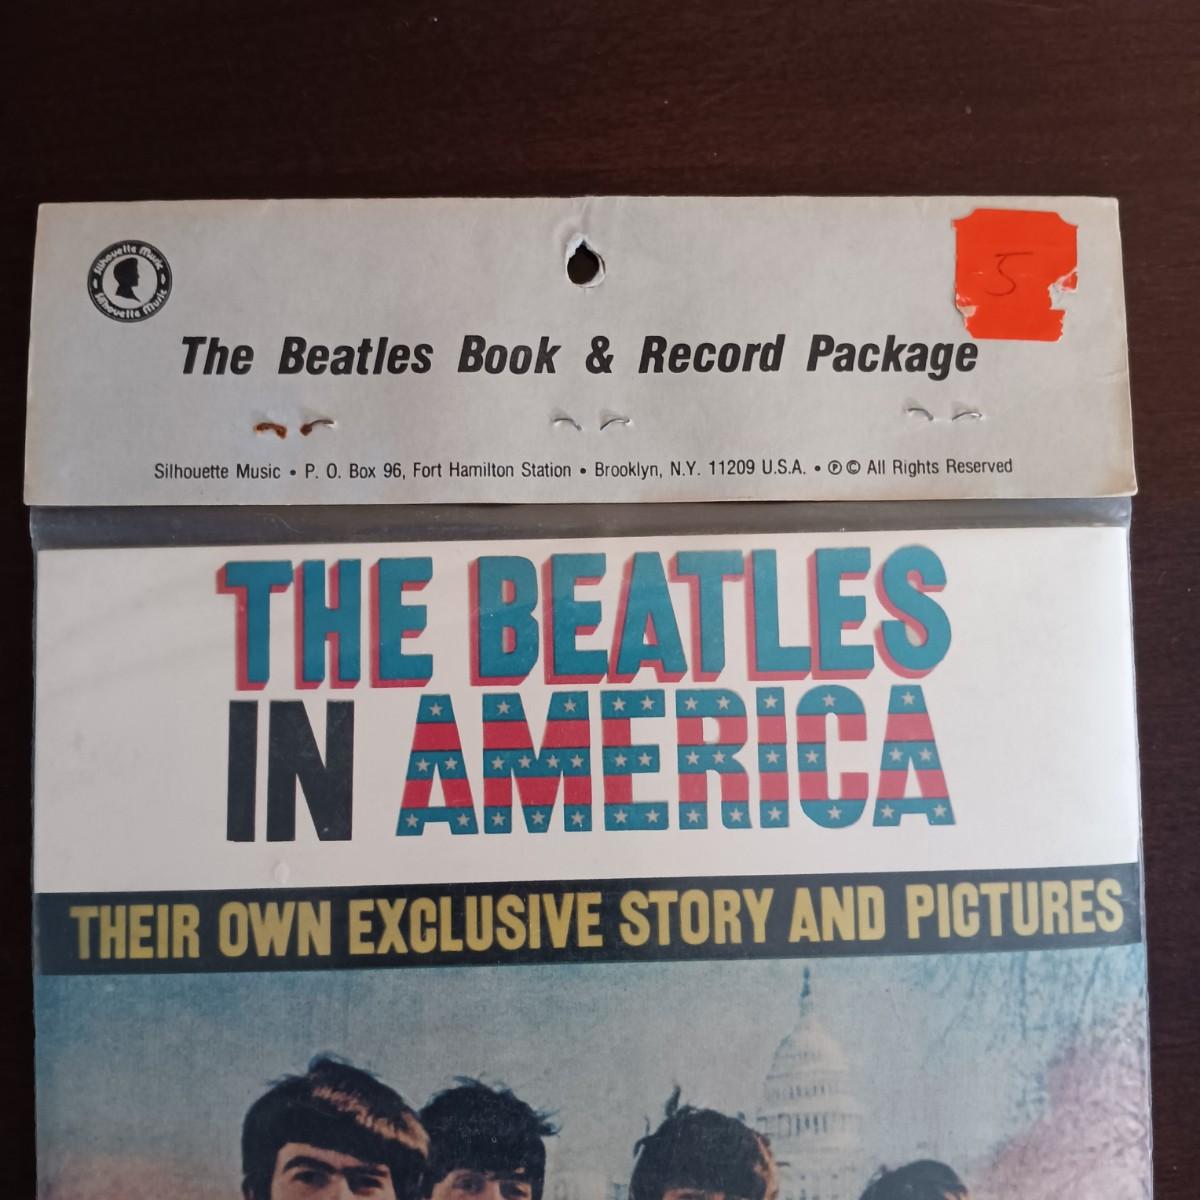 Silhouette Music
Silhouette Music
5
The Beatles Book & Record Package
Silhouette Music • P. O. Box 96, Fort Hamilton Station • Brooklyn, N.Y. 11209 U.S.A. • ℗ © All Rights Reserved
THE BEATLES
IN AMERICA
THEIR OWN EXCLUSIVE STORY AND PICTURES